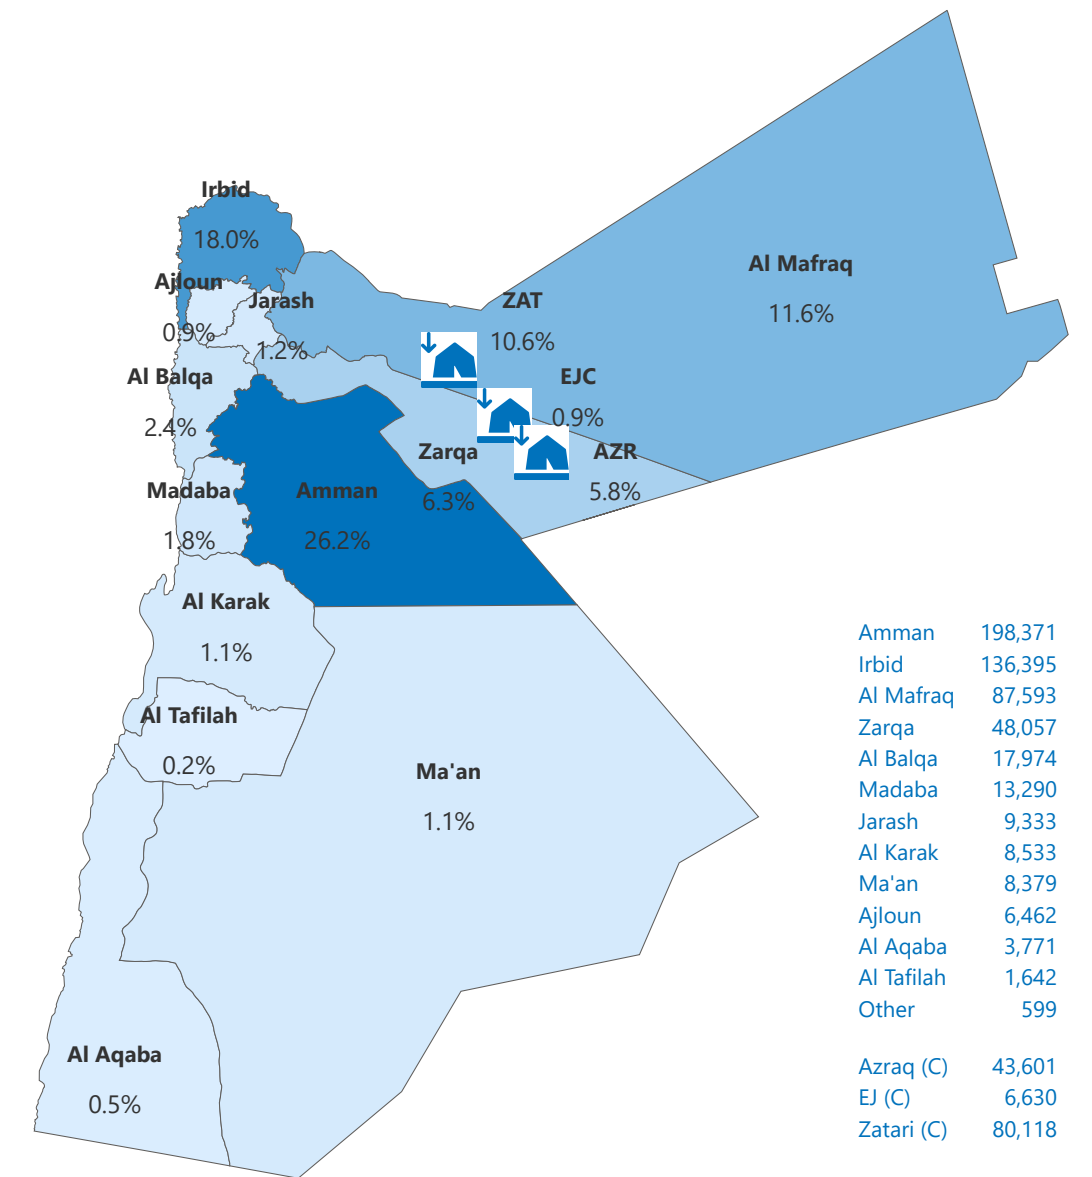 Irbid
18.0%
Ajloun
0.9%
Jarash
1.2%
Al Balqa
2.4%
Madaba
1.8%
Amman
26.2%
Zarqa
6.3%
ZAT
10.6%
EJC
0.9%
AZR
5.8%
Al Mafraq
11.6%
Al Karak
1.1%
Al Tafilah
0.2%
Ma'an
1.1%
Al Aqaba
0.5%
Amman 198,371
Irbid 136,395
Al Mafraq 87,593
Zarqa 48,057
Al Balqa 17,974
Madaba 13,290
Jarash 9,333
Al Karak 8,533
Ma'an 8,379
Ajloun 6,462
Al Aqaba 3,771
Al Tafilah 1,642
Other 599
Azraq (C) 43,601
EJ (C) 6,630
Zatari (C) 80,118